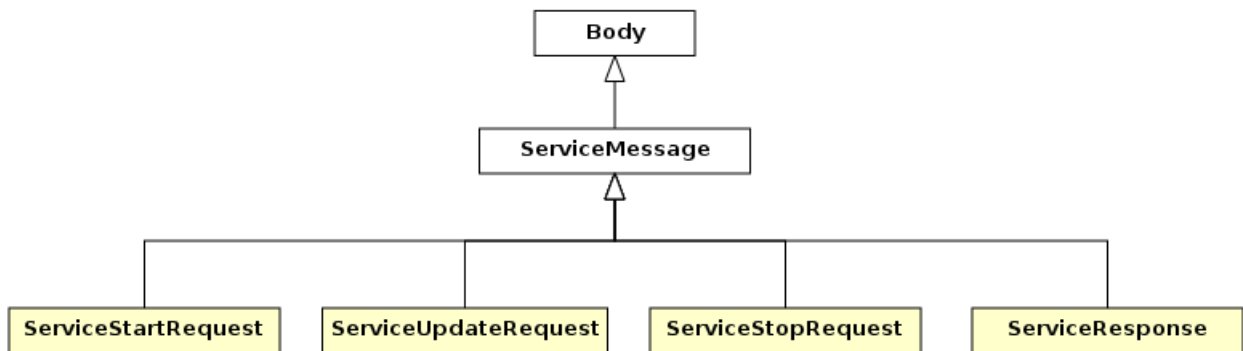 Body
ServiceMessage
ServiceStartRequest
ServiceUpdateRequest
ServiceStopRequest
ServiceResponse